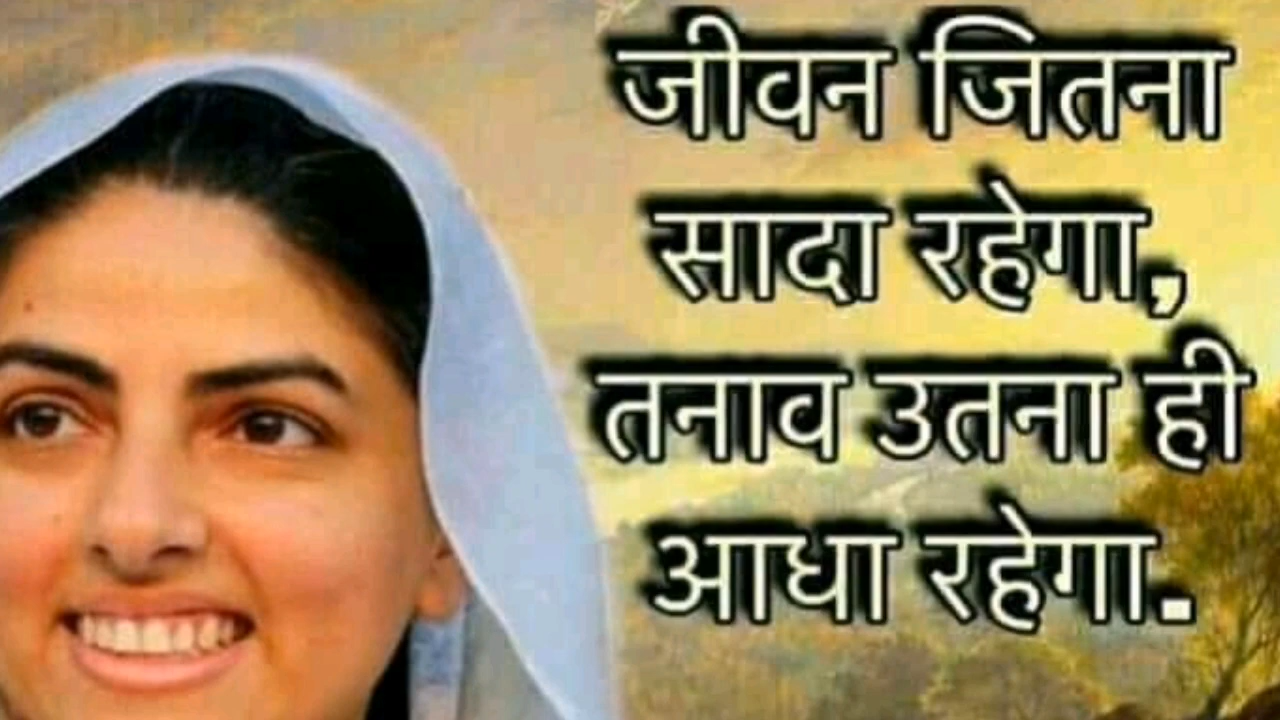 जीवन जितना
सादा रहेगा,
तनाव उतना ही
आधा रहेगा.